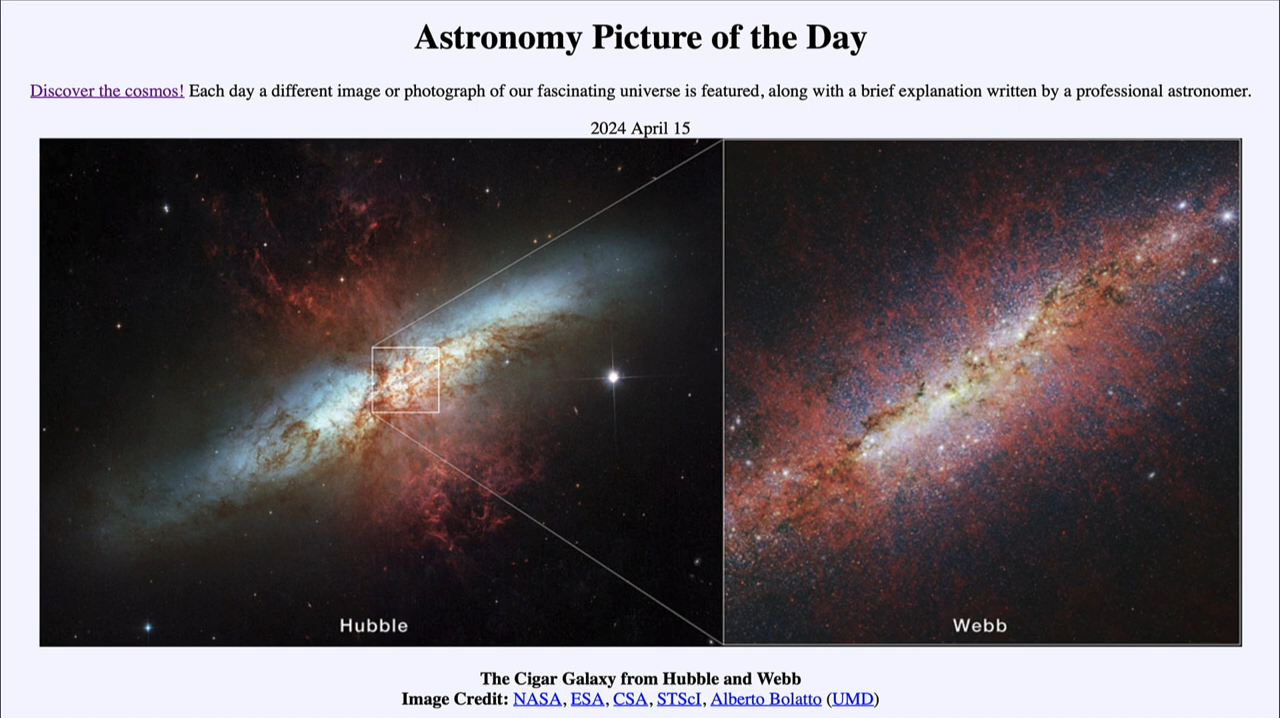 Astronomy Picture of the Day
Discover the cosmos! Each day a different image or photograph of our fascinating universe is featured, along with a brief explanation written by a professional astronomer.
2024 April 15
Hubble
Webb
The Cigar Galaxy from Hubble and Webb
Image Credit: NASA, ESA, CSA, STScI, Alberto Bolatto (UMD)